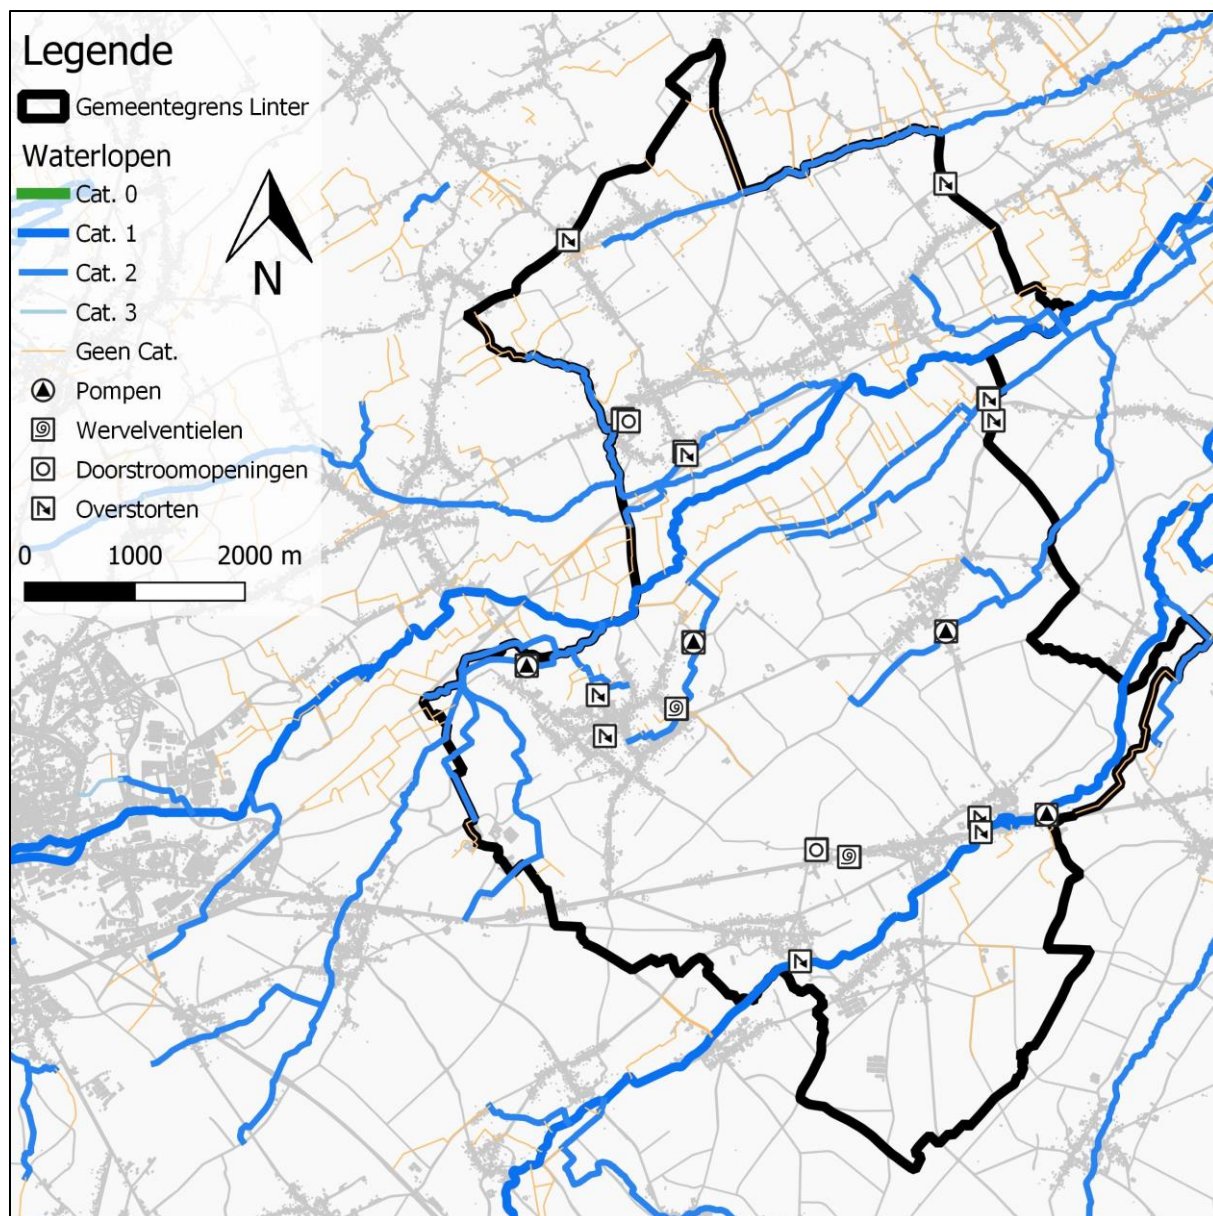 Legende
Gemeentegrens Linter
Waterlopen
Cat. 0
Cat. 1
Cat. 2
Cat. 3
Geen Cat.
Pompen
Wervelventielen
Doorstroomopeningen
Overstorten
0 1000 2000 m
N